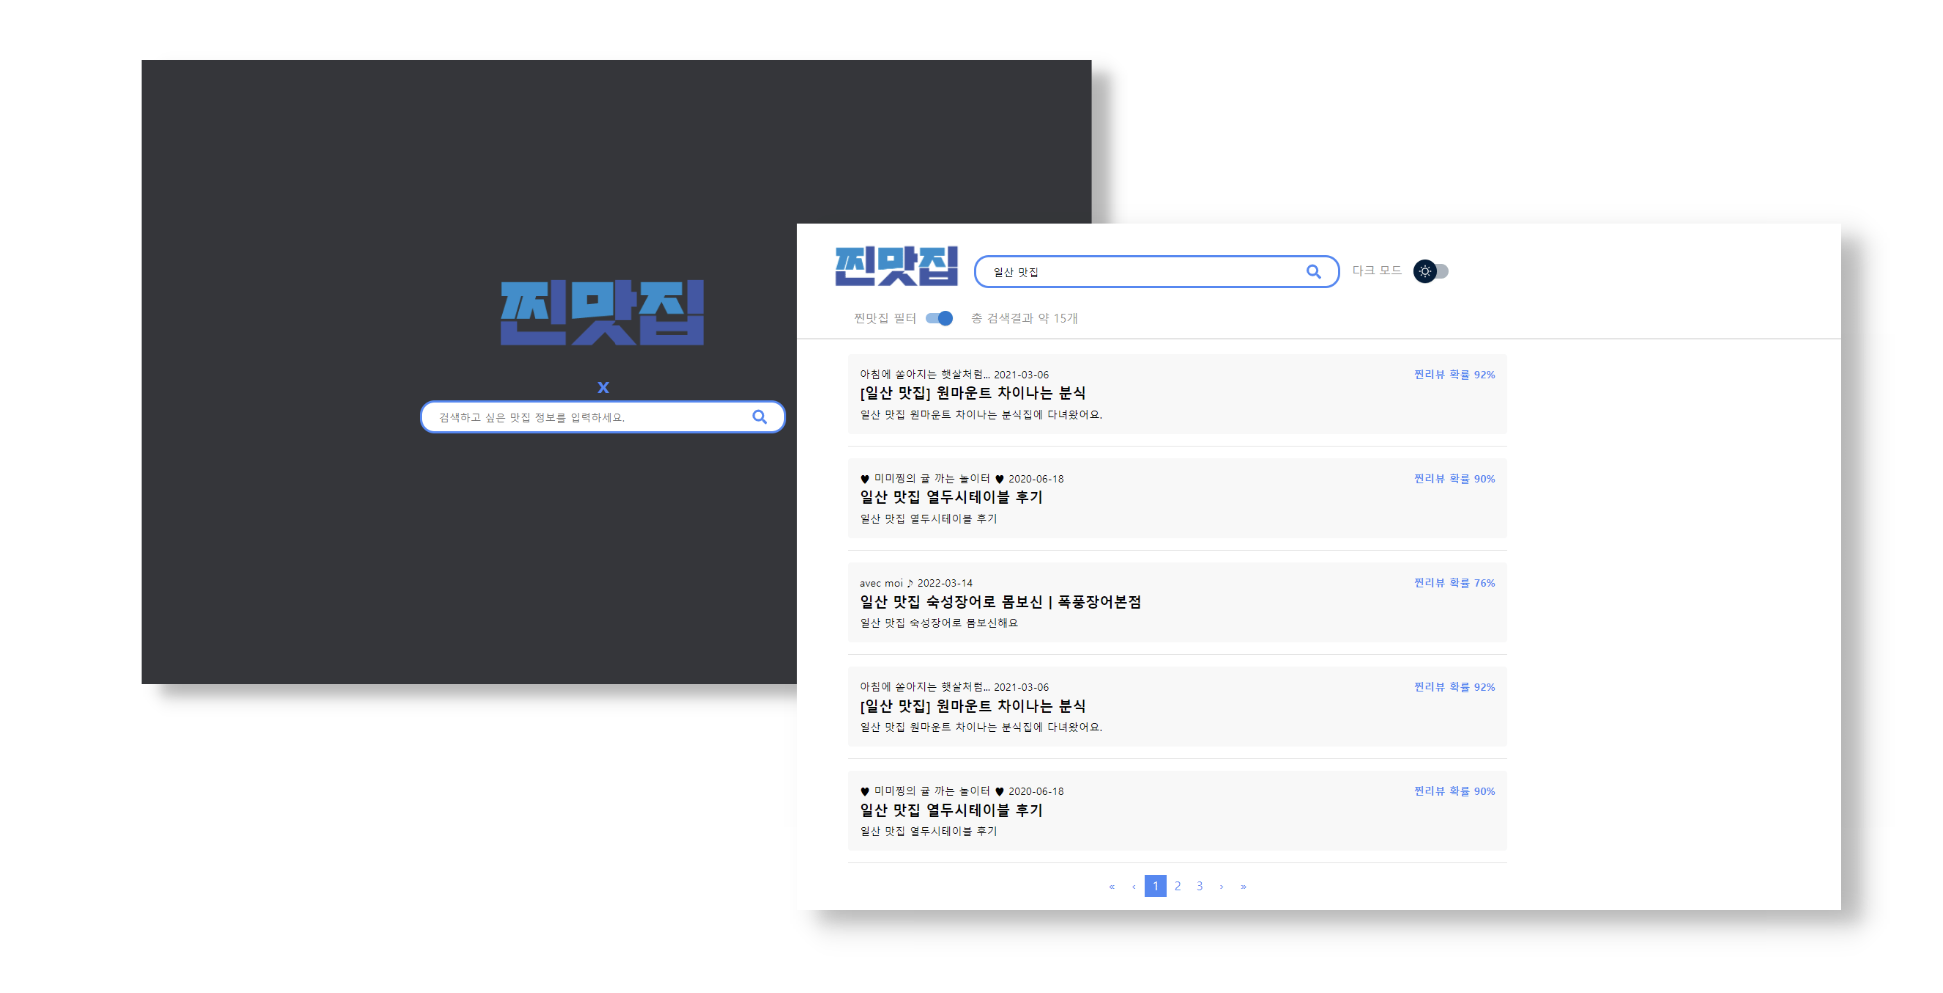 찐맛집
x
검색하고 싶은 맛집 정보를 입력하세요.
찐맛집
일산 맛집
다크 모드
찐맛집 필터
총 검색결과 약 15개
아침에 쏟아지는 햇살처럼... 2021-03-06
찐리뷰 확률 92%
[일산 맛집] 원마운트 차이나는 분식
일산 맛집 원마운트 차이나는 분식집에 다녀왔어요.
♥ 미미찡의 귤 까는 놀이터 ♥ 2020-06-18
찐리뷰 확률 90%
일산 맛집 열두시테이블 후기
일산 맛집 열두시테이블 후기
avec moi ♪ 2022-03-14
찐리뷰 확률 76%
일산 맛집 숙성장어로 몸보신 | 폭풍장어본점
일산 맛집 숙성장어로 몸보신해요
아침에 쏟아지는 햇살처럼... 2021-03-06
찐리뷰 확률 92%
[일산 맛집] 원마운트 차이나는 분식
일산 맛집 원마운트 차이나는 분식집에 다녀왔어요.
♥ 미미찡의 귤 까는 놀이터 ♥ 2020-06-18
찐리뷰 확률 90%
일산 맛집 열두시테이블 후기
일산 맛집 열두시테이블 후기
« ‹ 1 2 3 › »